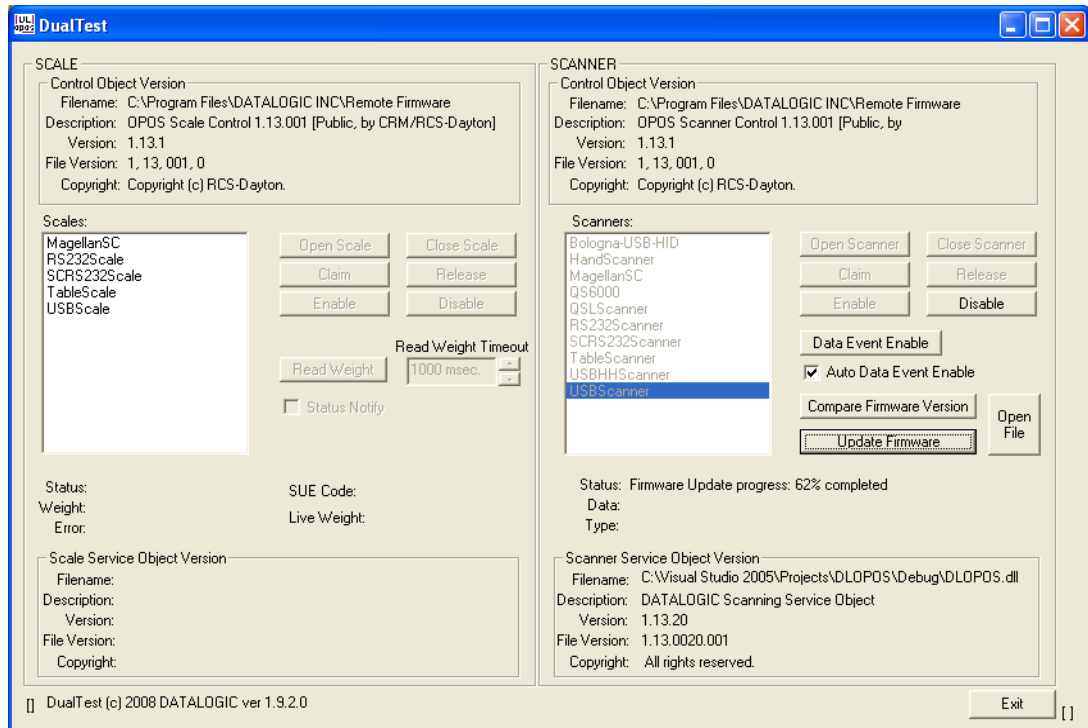 UL
opos DualTest
SCALE
Control Object Version
Filename: C:\Program Files\DATALOGIC INC\Remote Firmware
Description: OPOS Scale Control 1.13.001 [Public, by CRM/RCS-Dayton]
Version: 1.13.1
File Version: 1, 13, 001, 0
Copyright: Copyright (c) RCS-Dayton.
Scales:
MagellanSC
RS232Scale
SCRS232Scale
TableScale
USBScale
Open Scale Close Scale
Claim Release
Enable Disable
Read Weight Timeout
Read Weight 1000 msec.
Status Notify
Status:
Weight:
Error:
SUE Code:
Live Weight:
Scale Service Object Version
Filename:
Description:
Version:
File Version:
Copyright:
SCANNER
Control Object Version
Filename: C:\Program Files\DATALOGIC INC\Remote Firmware
Description: OPOS Scanner Control 1.13.001 [Public, by
Version: 1.13.1
File Version: 1, 13, 001, 0
Copyright: Copyright (c) RCS-Dayton.
Scanners:
Bologna-USB-HID
HandScanner
MagellanSC
QS6000
QSLScanner
RS232Scanner
SCRS232Scanner
TableScanner
USBHHScanner
USBScanner
Open Scanner Close Scanner
Claim Release
Enable Disable
Data Event Enable
Auto Data Event Enable
Compare Firmware Version
Update Firmware
Open
File
Status: Firmware Update progress: 62% completed
Data:
Type:
Scanner Service Object Version
Filename: C:\Visual Studio 2005\Projects\DLOPOS\Debug\DLOPOS.dll
Description: DATALOGIC Scanning Service Object
Version: 1.13.20
File Version: 1.13.0020.001
Copyright: All rights reserved.
[] DualTest (c) 2008 DATALOGIC ver 1.9.2.0
Exit [ ]